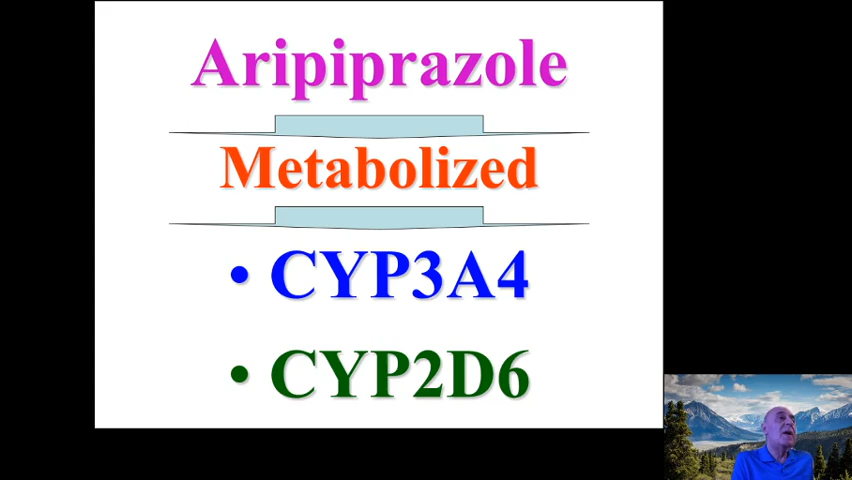 Aripiprazole
Metabolized
• CYP3A4
• CYP2D6